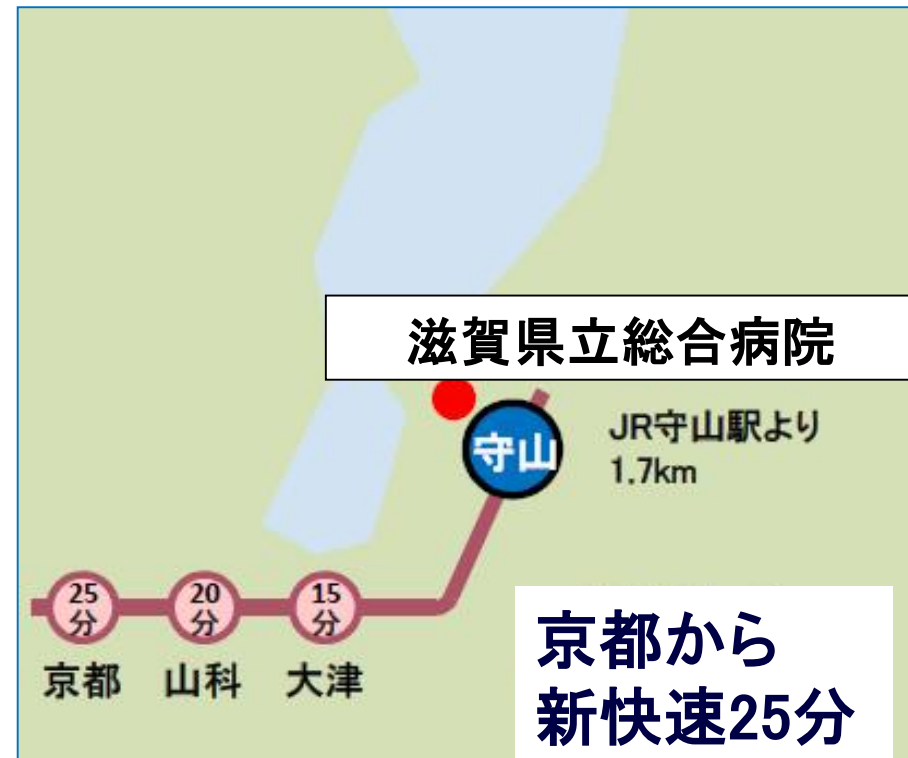 滋賀県立総合病院
守山
JR守山駅より
1.7km
25
分
20
分
15
分
京都
山科
大津
京都から
新快速25分